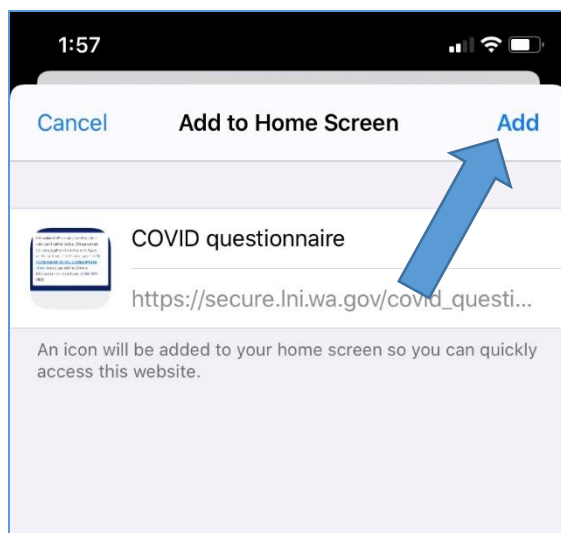 1:57
Cancel Add to Home Screen Add
COVID questionnaire
https://secure.lni.wa.gov/covid_questi...
An icon will be added to your home screen so you can quickly
access this website.